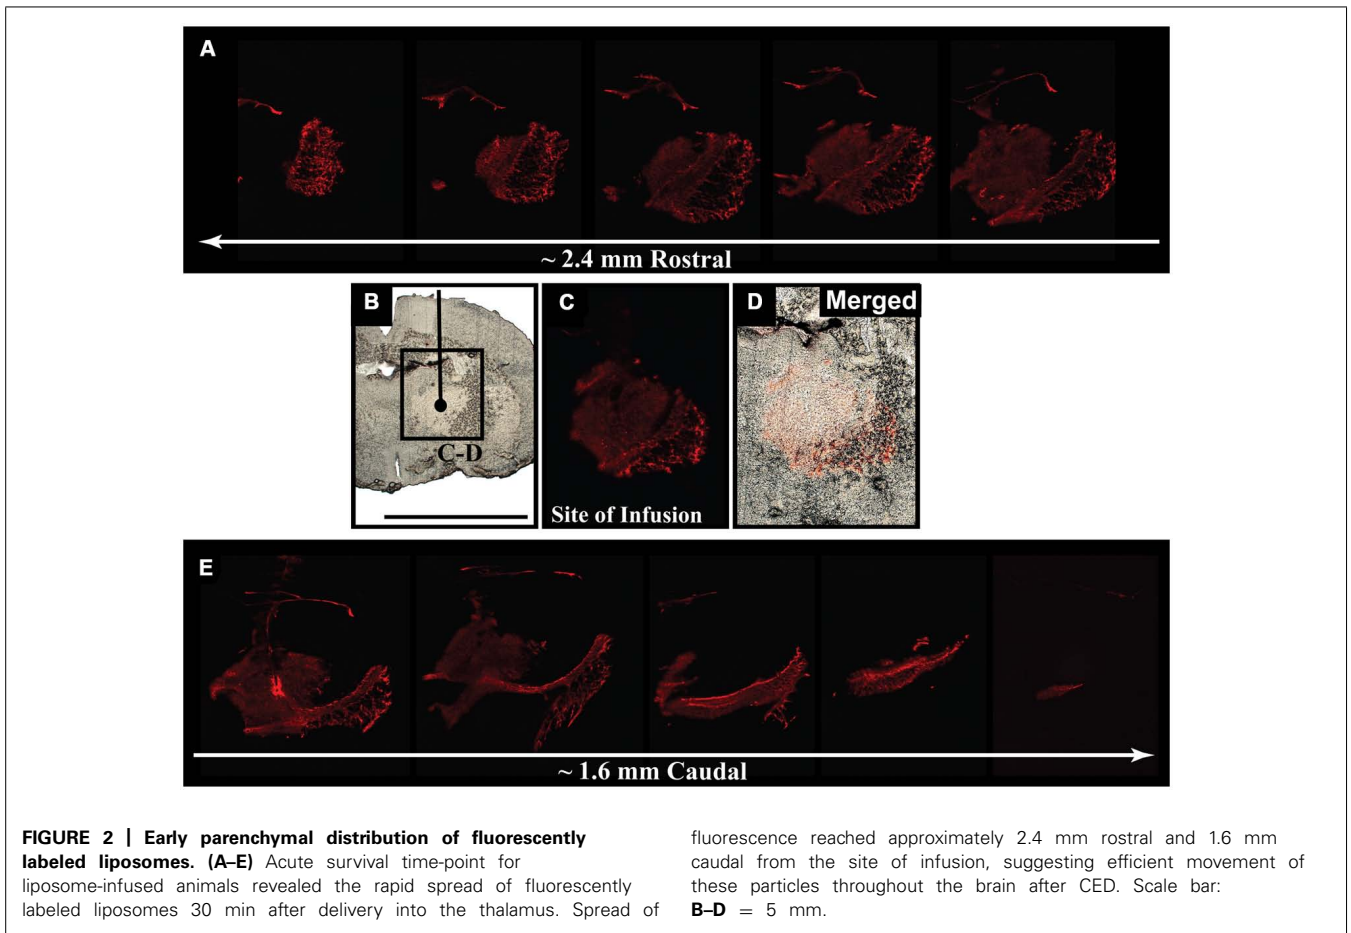 A
~ 2.4 mm Rostral
B
C-D
C
Site of Infusion
D
Merged
E
~ 1.6 mm Caudal
FIGURE 2 | Early parenchymal distribution of fluorescently
labeled liposomes. (A–E) Acute survival time-point for
liposome-infused animals revealed the rapid spread of fluorescently
labeled liposomes 30 min after delivery into the thalamus. Spread of
fluorescence reached approximately 2.4 mm rostral and 1.6 mm
caudal from the site of infusion, suggesting efficient movement of
these particles throughout the brain after CED. Scale bar:
B–D = 5 mm.